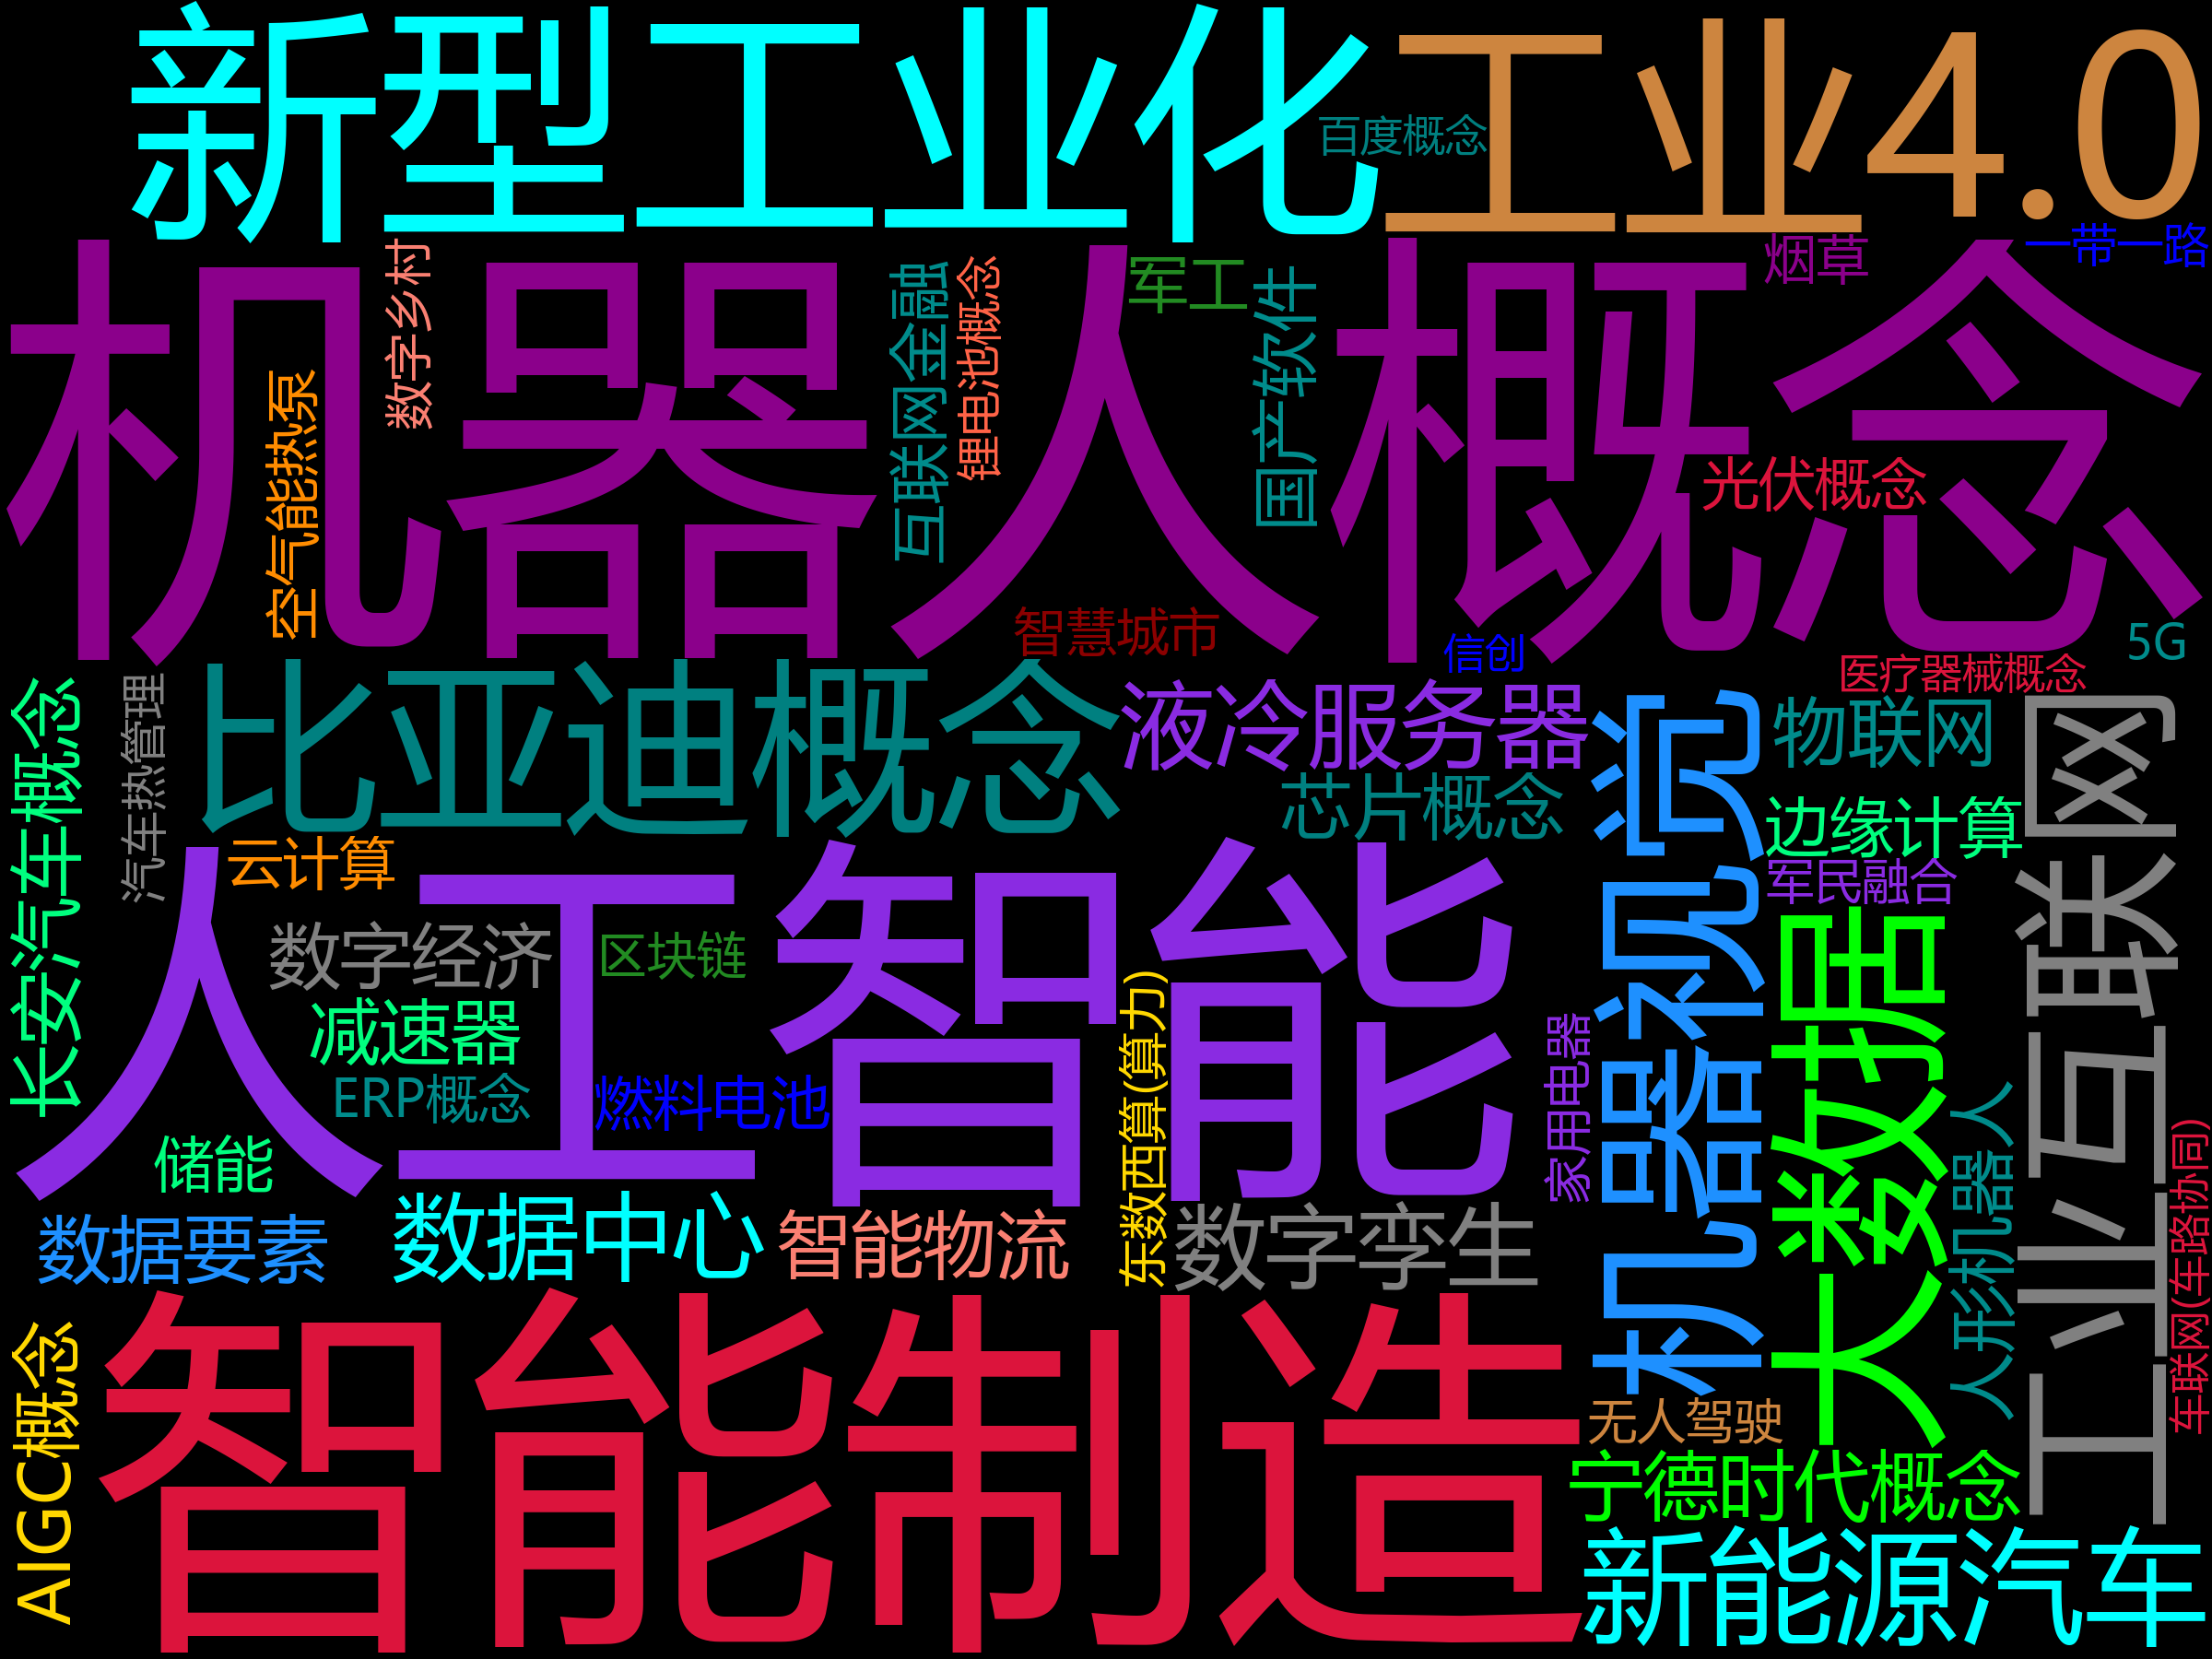 新型工业化
工业4.0
百度概念
一带一路
烟草
机器人概念
数字乡村
空气能热泵
互联网金融
锂电池概念
军工
国产软件
光伏概念
智慧城市
信创
5G
医疗器械概念
长安汽车概念
汽车热管理
比亚迪概念
液冷服务器
芯片概念
机器视觉
物联网
边缘计算
军民融合
大数据
工业互联网
云计算
人工智能
数字经济
区块链
减速器
ERP概念
燃料电池
储能
东数西算(算力)
家用电器
人形机器人
车联网(车路协同)
数据要素
数据中心
智能物流
数字孪生
AIGC概念
智能制造
无人驾驶
宁德时代概念
新能源汽车